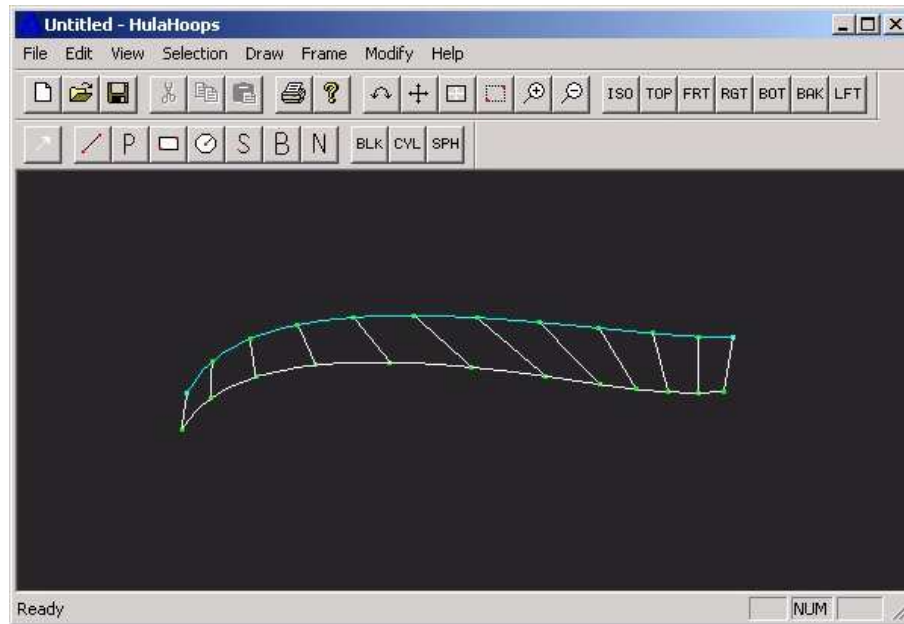 Untitled - HulaHoops
File Edit View Selection Draw Frame Modify Help
ISO TOP FRT RGT BOT BAK LFT
P S B N BLK CYL SPH
Ready NUM